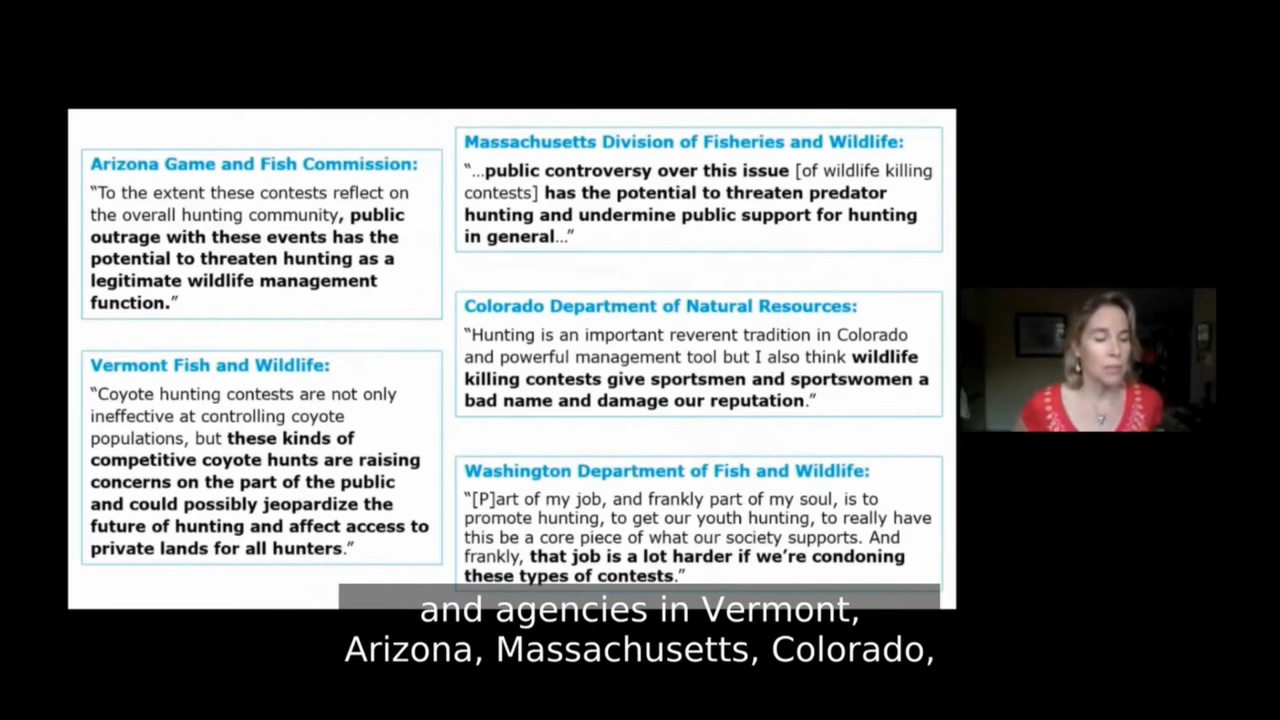 Arizona Game and Fish Commission:
“To the extent these contests reflect on
the overall hunting community, public
outrage with these events has the
potential to threaten hunting as a
legitimate wildlife management
function.”
Vermont Fish and Wildlife:
“Coyote hunting contests are not only
ineffective at controlling coyote
populations, but these kinds of
competitive coyote hunts are raising
concerns on the part of the public
and could possibly jeopardize the
future of hunting and affect access to
private lands for all hunters.”
Massachusetts Division of Fisheries and Wildlife:
“...public controversy over this issue [of wildlife killing
contests] has the potential to threaten predator
hunting and undermine public support for hunting
in general...”
Colorado Department of Natural Resources:
“Hunting is an important reverent tradition in Colorado
and powerful management tool but I also think wildlife
killing contests give sportsmen and sportswomen a
bad name and damage our reputation.”
Washington Department of Fish and Wildlife:
“[P]art of my job, and frankly part of my soul, is to
promote hunting, to get our youth hunting, to really have
this be a core piece of what our society supports. And
frankly, that job is a lot harder if we’re condoning
these types of contests.”
and agencies in Vermont,
Arizona, Massachusetts, Colorado,